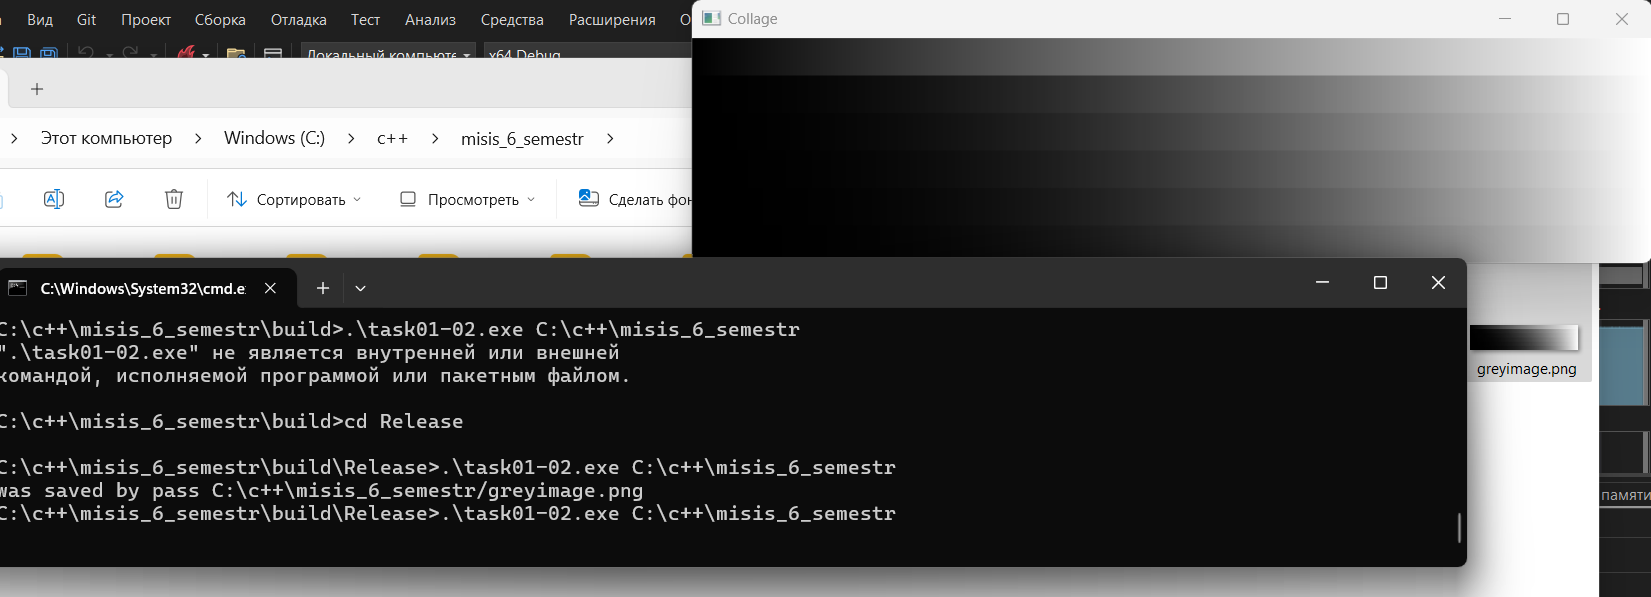 Вид Git Проект Сборка Отладка Тест Анализ Средства Расширения
Collage
Локальный компьюте x64 Debug
Этот компьютер Windows (C:) c++ misis_6_semestr
Сортировать Просмотреть Сделать фон
C:\Windows\System32\cmd.e
C:\c++\misis_6_semestr\build>.\task01-02.exe C:\c++\misis_6_semestr
".\task01-02.exe" не является внутренней или внешней
командой, исполняемой программой или пакетным файлом.
C:\c++\misis_6_semestr\build>cd Release
C:\c++\misis_6_semestr\build\Release>.\task01-02.exe C:\c++\misis_6_semestr
was saved by pass C:\c++\misis_6_semestr/greyimage.png
C:\c++\misis_6_semestr\build\Release>.\task01-02.exe C:\c++\misis_6_semestr
greyimage.png
памяти